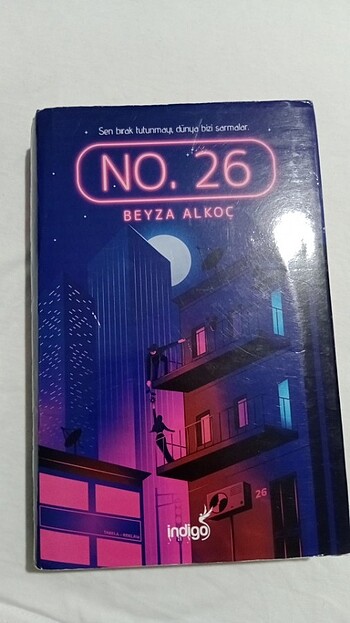 Sen bırak tutunmayı, dünya bizi sarmalar.
NO. 26
BEYZA ALKOÇ
26
indigo